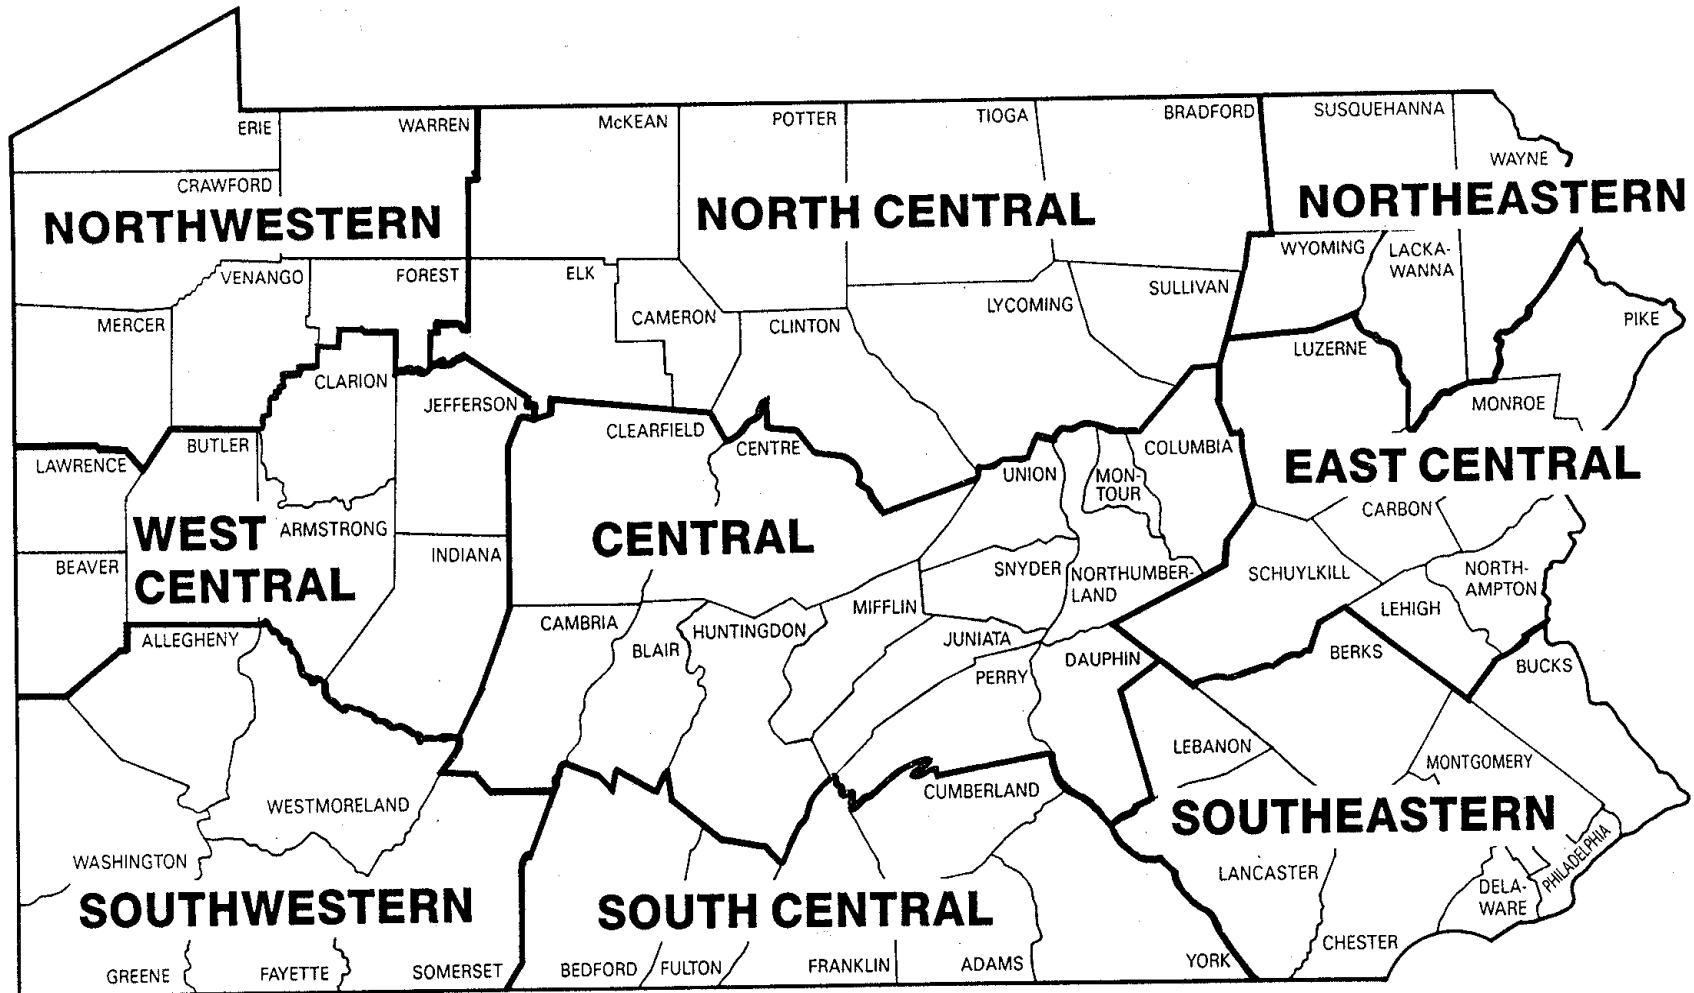 ERIE
WARREN
McKEAN
POTTER
TIOGA
BRADFORD
SUSQUEHANNA
WAYNE
CRAWFORD
NORTHWESTERN
NORTH CENTRAL
NORTHEASTERN
VENANGO
FOREST
ELK
WYOMING
LACKA-
WANNA
MERCER
CAMERON
CLINTON
LYCOMING
SULLIVAN
PIKE
LUZERNE
CLARION
JEFFERSON
MONROE
LAWRENCE
BUTLER
CLEARFIELD
CENTRE
UNION
MON-
TOUR
COLUMBIA
EAST CENTRAL
CARBON
WEST
CENTRAL
ARMSTRONG
CENTRAL
BEAVER
INDIANA
SNYDER
NORTHUMBER-
LAND
SCHUYLKILL
NORTH-
AMPTON
LEHIGH
ALLEGHENY
CAMBRIA
BLAIR
HUNTINGDON
MIFFLIN
JUNIATA
PERRY
DAUPHIN
BERKS
BUCKS
LEBANON
MONTGOMERY
WESTMORELAND
CUMBERLAND
SOUTHEASTERN
WASHINGTON
LANCASTER
PHILADELPHIA
DELA-
WARE
SOUTHWESTERN
SOUTH CENTRAL
GREENE
FAYETTE
SOMERSET
BEDFORD
FULTON
FRANKLIN
ADAMS
YORK
CHESTER